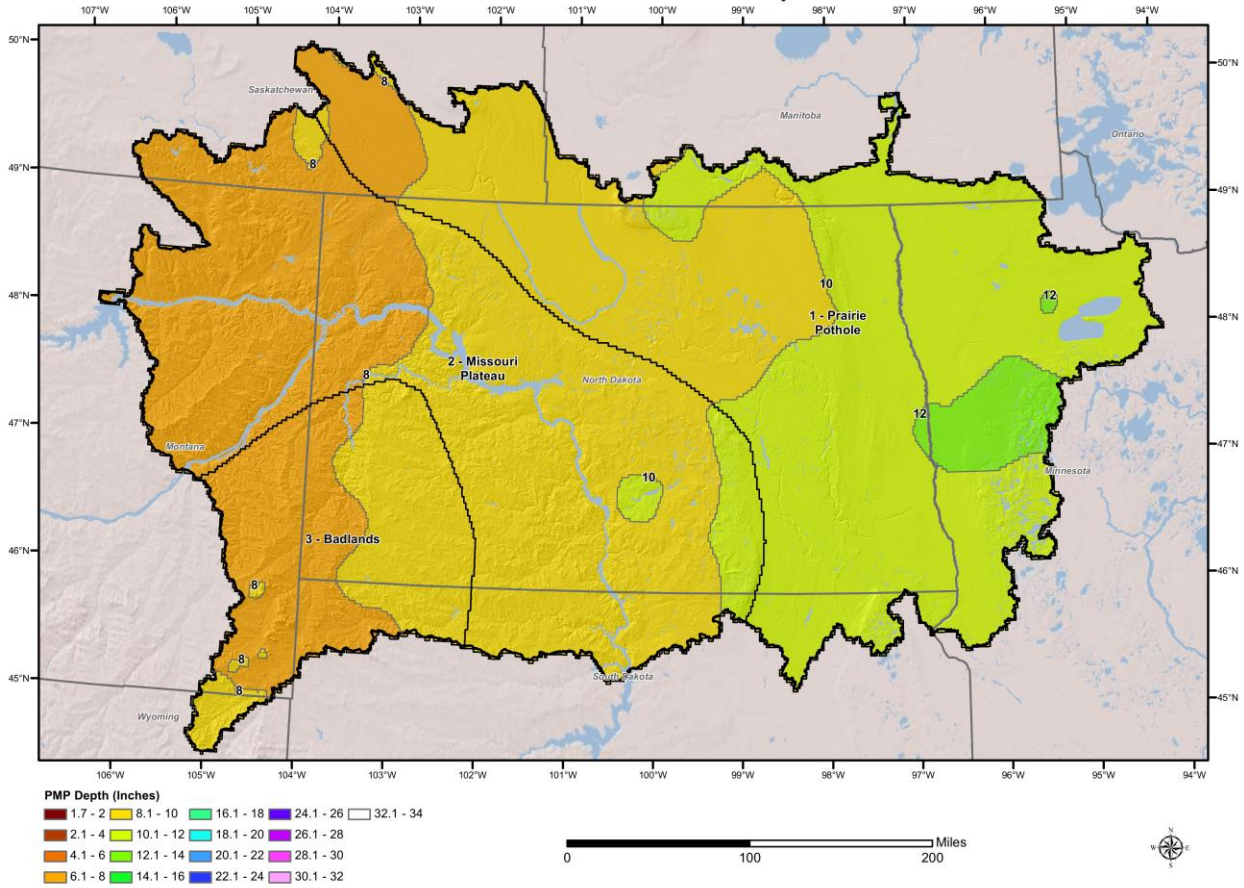 107°W 106°W 105°W 104°W 103°W 102°W 101°W 100°W 99°W 98°W 97°W 96°W 95°W 94°W
50°N
50°N
Saskatchewan
8
Manitoba
Ontario
49°N
8
49°N
48°N
10
12
48°N
1 - Prairie
Pothole
2 - Missouri
Plateau
8
North Dakota
47°N
12
47°N
Montana
10
Minnesota
46°N
3 - Badlands
46°N
8
8
45°N
8
South Dakota
45°N
Wyoming
106°W 105°W 104°W 103°W 102°W 101°W 100°W 99°W 98°W 97°W 96°W 95°W 94°W
PMP Depth (Inches)
1.7 - 2 8.1 - 10 16.1 - 18 24.1 - 26 32.1 - 34
2.1 - 4 10.1 - 12 18.1 - 20 26.1 - 28
4.1 - 6 12.1 - 14 20.1 - 22 28.1 - 30
6.1 - 8 14.1 - 16 22.1 - 24 30.1 - 32
Miles
0 100 200
N
W E
S